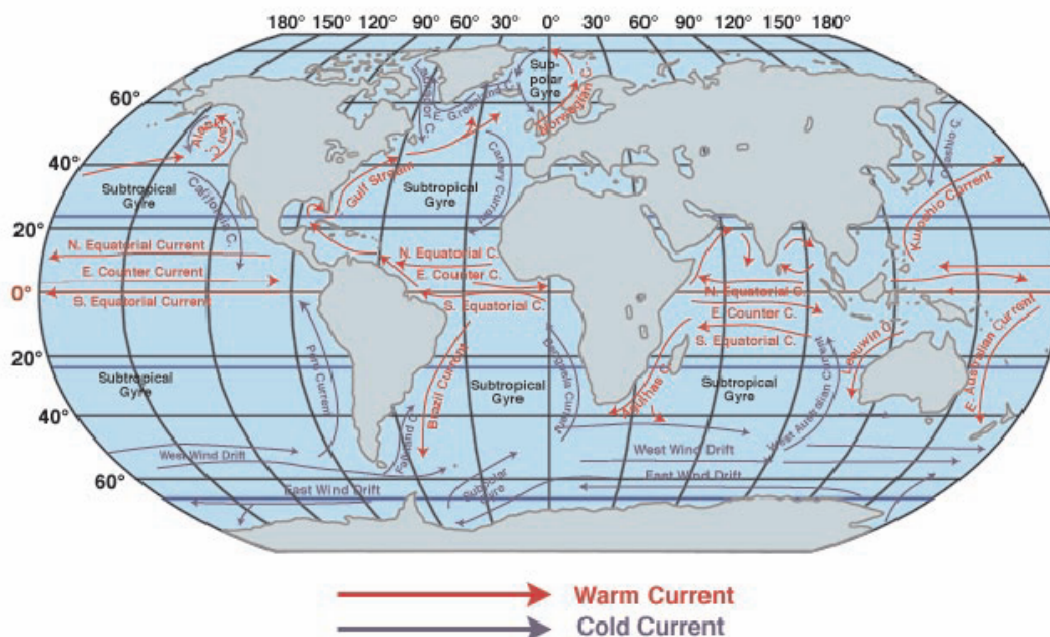 180° 150° 120° 90° 60° 30° 0° 30° 60° 90° 120° 150° 180°
60°
40°
20°
0°
20°
40°
60°
Sub-
polar
Gyre
Labrador C.
E. Greenland C.
Norwegian C.
Alaska C.
Oyashio C.
Subtropical
Gyre
California C.
Gulf Stream
Subtropical
Gyre
Canary Current
Kuroshio Current
N. Equatorial Current
E. Counter Current
S. Equatorial Current
N. Equatorial C.
E. Counter C.
S. Equatorial C.
N. Equatorial C.
E. Counter C.
S. Equatorial C.
Subtropical
Gyre
Peru Current
Brazil Current
Subtropical
Gyre
Benguela Current
Agulhas C.
Subtropical
Gyre
Leeuwin C.
West Australian Current
E. Australian Current
Falkland C.
West Wind Drift
East Wind Drift
Subpolar
Gyre
West Wind Drift
East Wind Drift
Warm Current
Cold Current